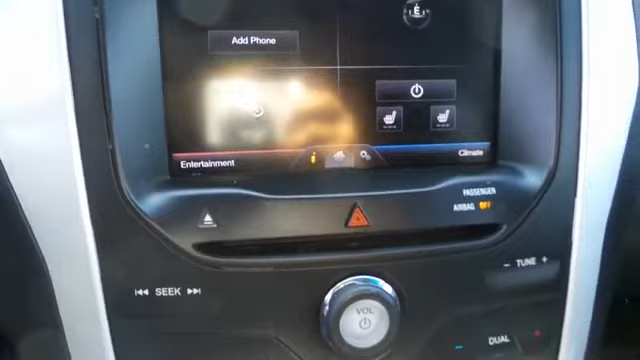 E
Add Phone
Entertainment
i
Climate
PASSENGER
AIRBAG
SEEK
TUNE
VOL
DUAL